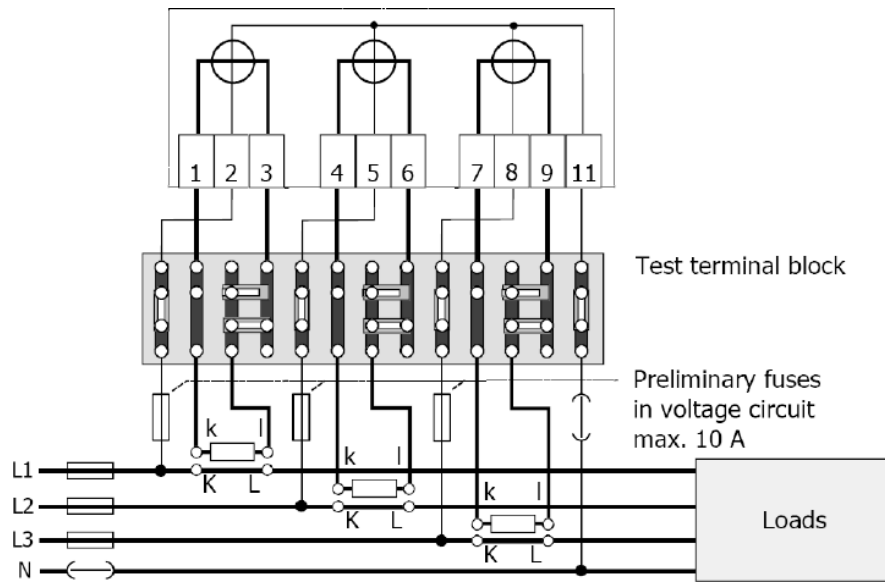 1 2 3 4 5 6 7 8 9 11
Test terminal block
Preliminary fuses
in voltage circuit
max. 10 A
k l
k l
k l
L1
K L
L2
K L
L3
K L
N
Loads